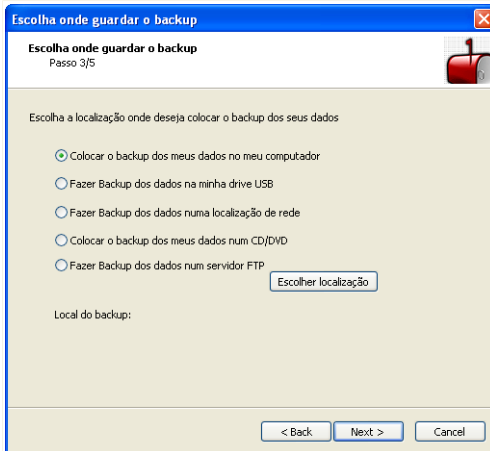 Escolha onde guardar o backup
Escolha onde guardar o backup
Passo 3/5
Escolha a localização onde deseja colocar o backup dos seus dados
Colocar o backup dos meus dados no meu computador
Fazer Backup dos dados na minha drive USB
Fazer Backup dos dados numa localização de rede
Colocar o backup dos meus dados num CD/DVD
Fazer Backup dos dados num servidor FTP
Escolher localização
Local do backup:
< Back Next > Cancel